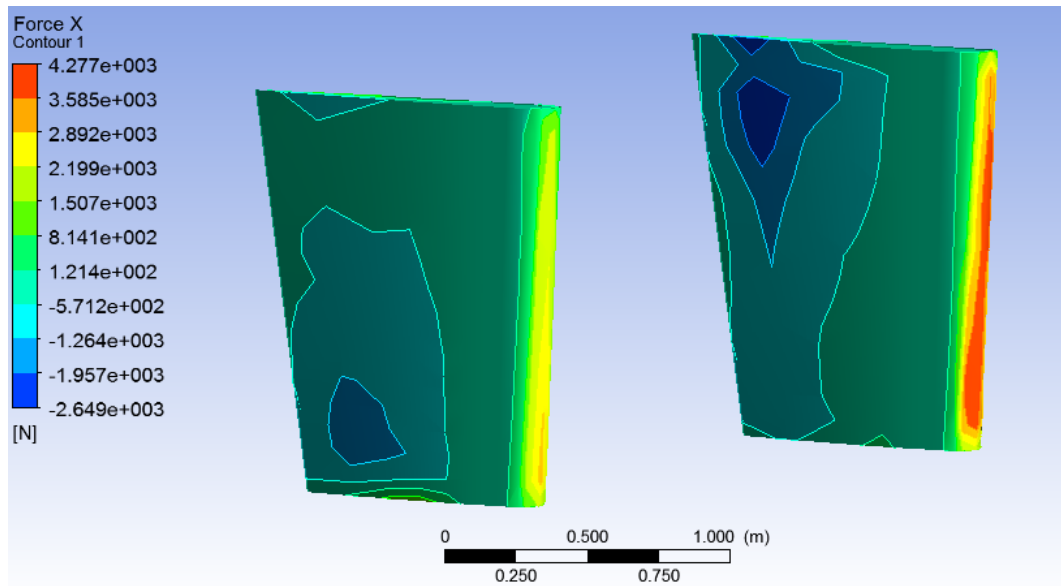 Force X
Contour 1
4.277e+003
3.585e+003
2.892e+003
2.199e+003
1.507e+003
8.141e+002
1.214e+002
-5.712e+002
-1.264e+003
-1.957e+003
-2.649e+003
[N]
0 0.500 1.000 (m)
0.250 0.750